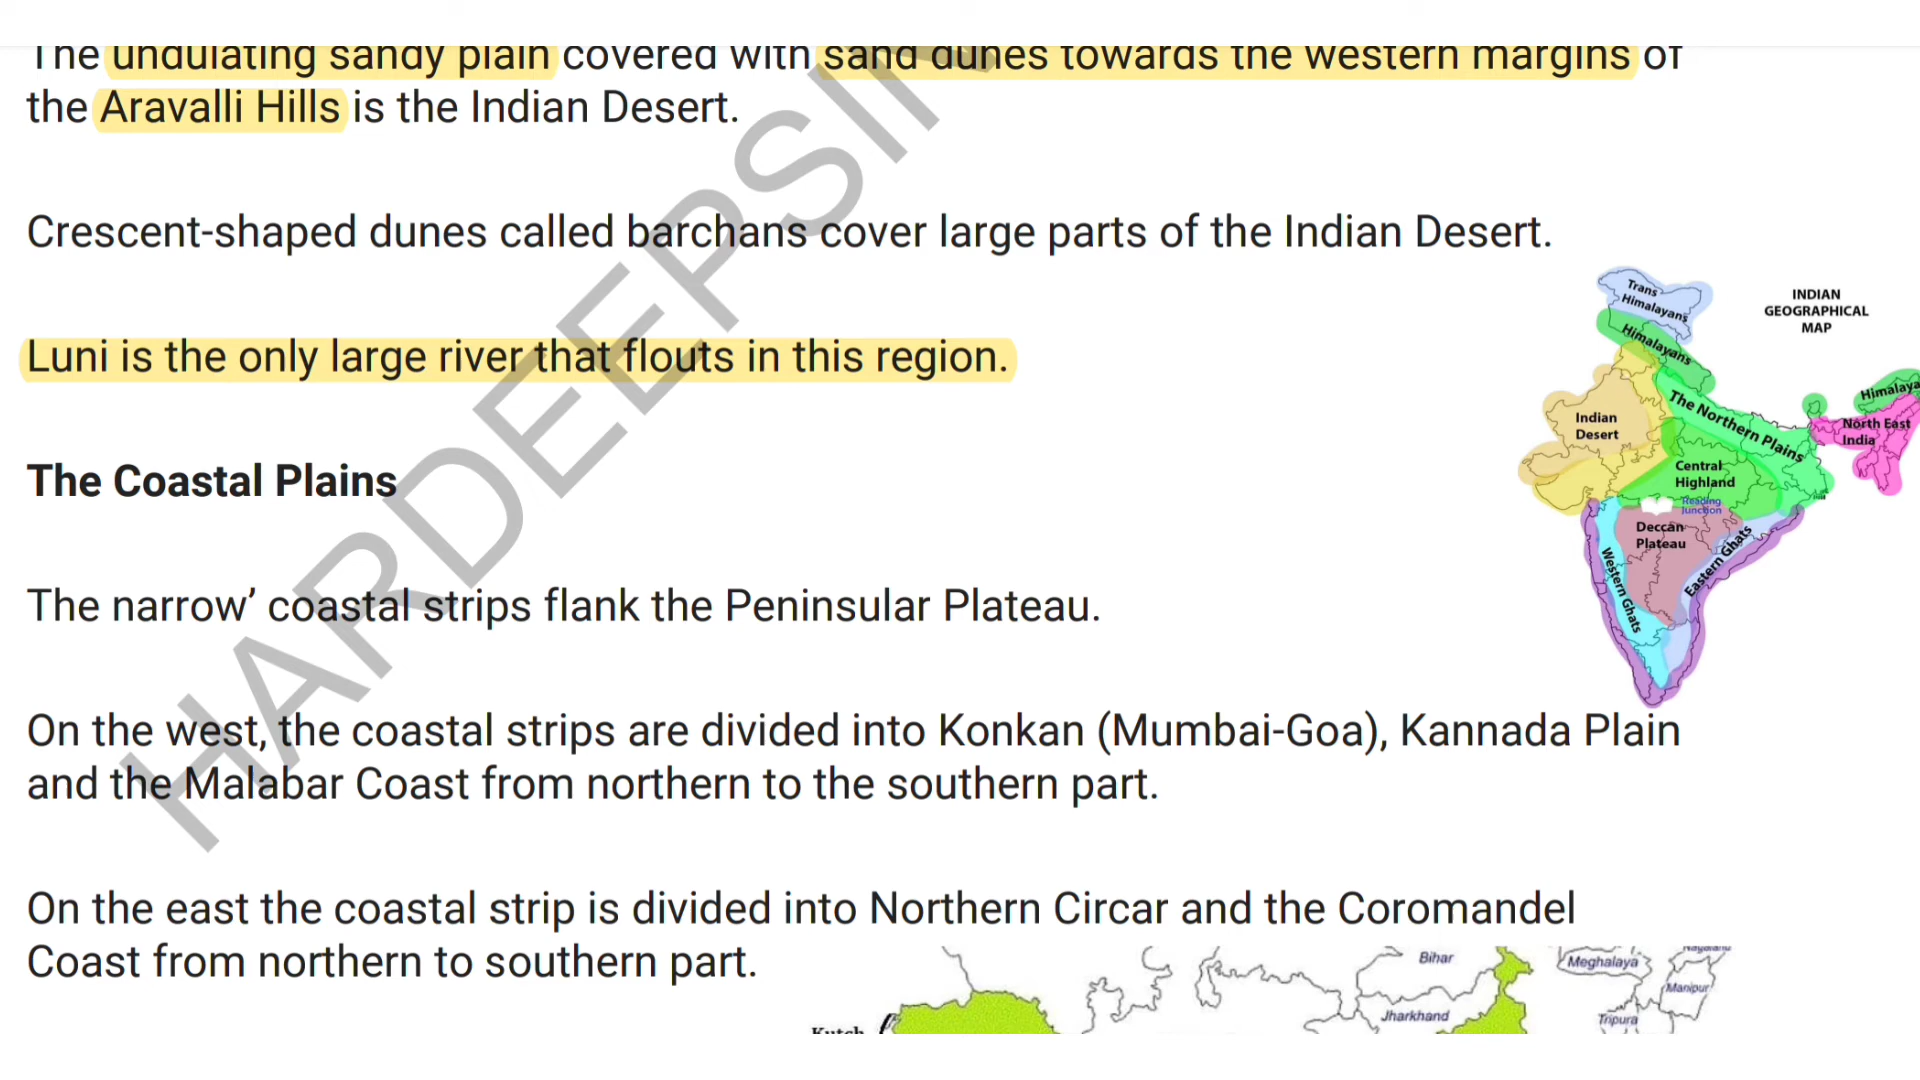 The undulating sandy plain covered with sand dunes towards the western margins of
the Aravalli Hills is the Indian Desert.
Crescent-shaped dunes called barchans cover large parts of the Indian Desert.
Luni is the only large river that flouts in this region.
The Coastal Plains
The narrow’ coastal strips flank the Peninsular Plateau.
On the west, the coastal strips are divided into Konkan (Mumbai-Goa), Kannada Plain
and the Malabar Coast from northern to the southern part.
On the east the coastal strip is divided into Northern Circar and the Coromandel
Coast from northern to southern part.
HARDEEPSIN
INDIAN
GEOGRAPHICAL
MAP
Trans
Himalayans
Himalayans
Indian
Desert
The Northern Plains
Himalaya
North East
India
Central
Highland
Reading
Junction
Deccan
Plateau
Western Ghats
Eastern Ghats
Bihar
Meghalaya
Nagaland
Manipur
Jharkhand
Tripura
Kutch